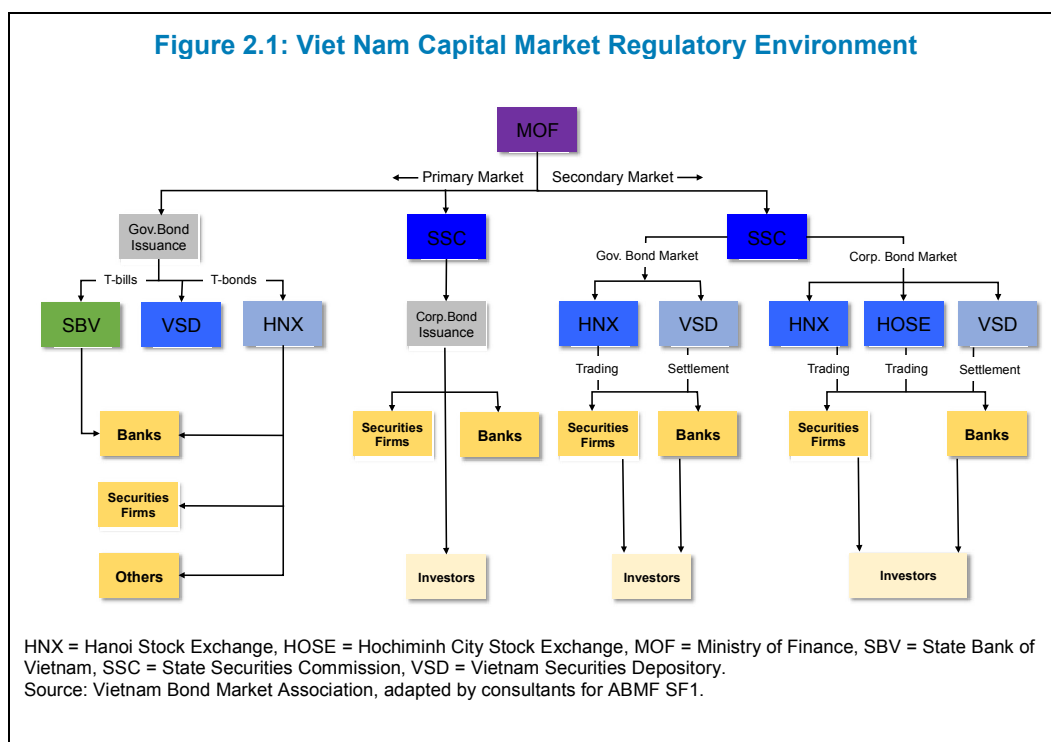 Figure 2.1: Viet Nam Capital Market Regulatory Environment
MOF
Primary Market
Secondary Market
Gov.Bond
Issuance
SSC
SSC
Gov. Bond Market
Corp. Bond Market
T-bills
T-bonds
SBV
VSD
HNX
Corp.Bond
Issuance
HNX
VSD
HNX
HOSE
VSD
Trading
Settlement
Trading
Trading
Settlement
Banks
Securities
Firms
Banks
Securities
Firms
Banks
Securities
Firms
Banks
Securities
Firms
Others
Investors
Investors
Investors
HNX = Hanoi Stock Exchange, HOSE = Hochiminh City Stock Exchange, MOF = Ministry of Finance, SBV = State Bank of
Vietnam, SSC = State Securities Commission, VSD = Vietnam Securities Depository.
Source: Vietnam Bond Market Association, adapted by consultants for ABMF SF1.